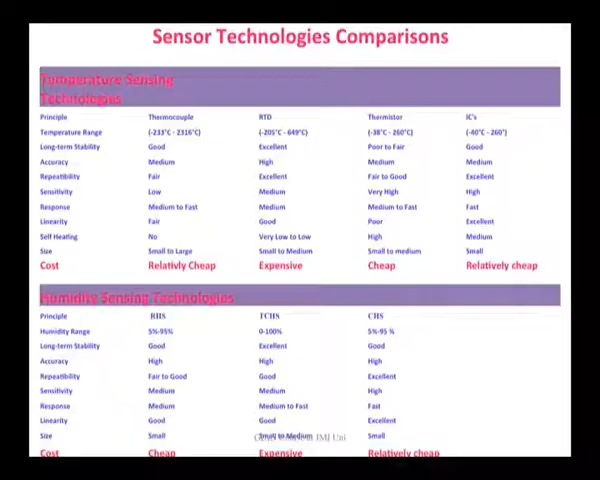 Sensor Technologies Comparisons
Temperature Sensing
Technologies
Principle Thermocouple RTD Thermistor IC's
Temperature Range (-233°C - 2316°C) (-205°C - 649°C) (-38°C - 260°C) (-40°C - 260°)
Long-term Stability Good Excellent Poor to Fair Good
Accuracy Medium High Medium Medium
Repeatibility Fair Excellent Fair to Good Excellent
Sensitivity Low Medium Very High High
Response Medium to Fast Medium Medium to Fast Fast
Linearity Fair Good Poor Excellent
Self Heating No Very Low to Low High Medium
Size Small to Large Small to Medium Small to medium Small
Cost Relativly Cheap Expensive Cheap Relatively cheap
Humidity Sensing Technologies
Principle RHS TCHS CHS
Humidity Range 5%-95% 0-100% 5%-95 %
Long-term Stability Good Excellent Good
Accuracy High High High
Repeatibility Fair to Good Good Excellent
Sensitivity Medium Medium High
Response Medium Medium to Fast Fast
Linearity Good Good Excellent
Size Small Small to Medium Small
IMJ Uni
Cost Cheap Expensive Relatively cheap